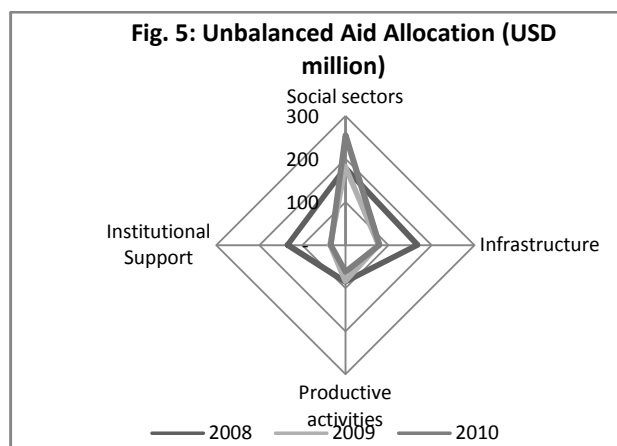 Fig. 5: Unbalanced Aid Allocation (USD
million)
Social sectors
300
200
100
-
Institutional
Support
Infrastructure
Productive
activities
2008 2009 2010